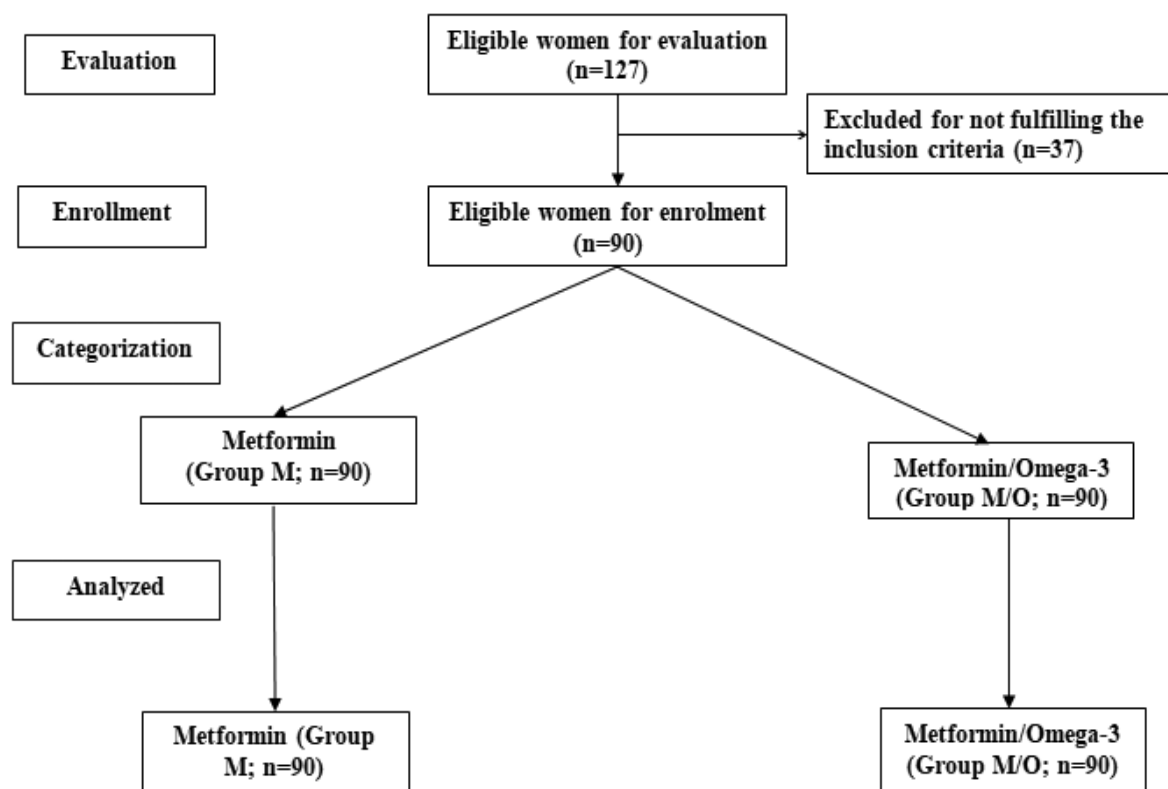 Evaluation
Eligible women for evaluation
(n=127)
Excluded for not fulfilling the
inclusion criteria (n=37)
Enrollment
Eligible women for enrolment
(n=90)
Categorization
Metformin
(Group M; n=90)
Metformin/Omega-3
(Group M/O; n=90)
Analyzed
Metformin (Group
M; n=90)
Metformin/Omega-3
(Group M/O; n=90)